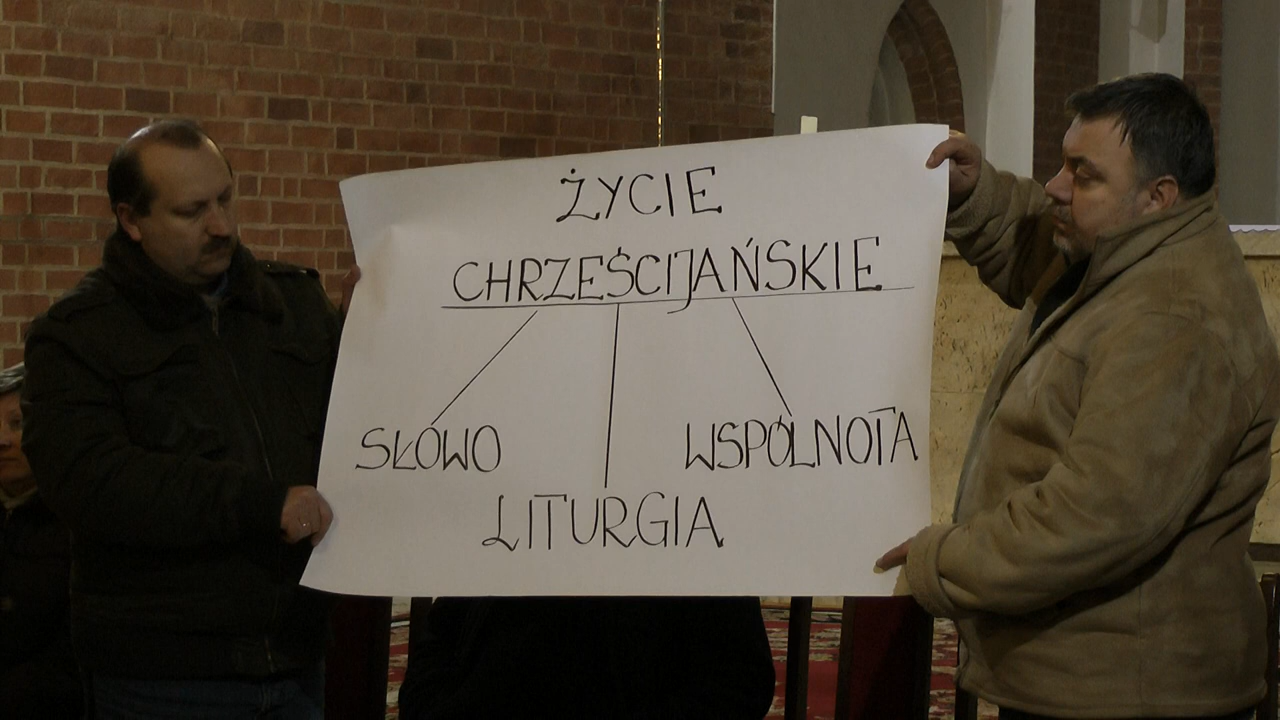 ŻYCIE
CHRZEŚCIJAŃSKIE
SŁOWO
WSPÓLNOTA
LITURGIA